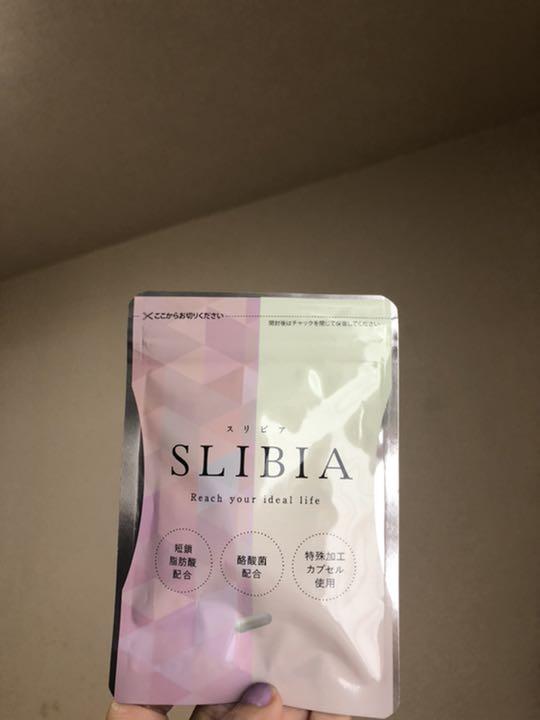 ここからお切りください
開封後はチャックを閉じて保管してください
スリビア
SLIBIA
Reach your ideal life
短鎖
脂肪酸
配合
酪酸菌
配合
特殊加工
カプセル
使用